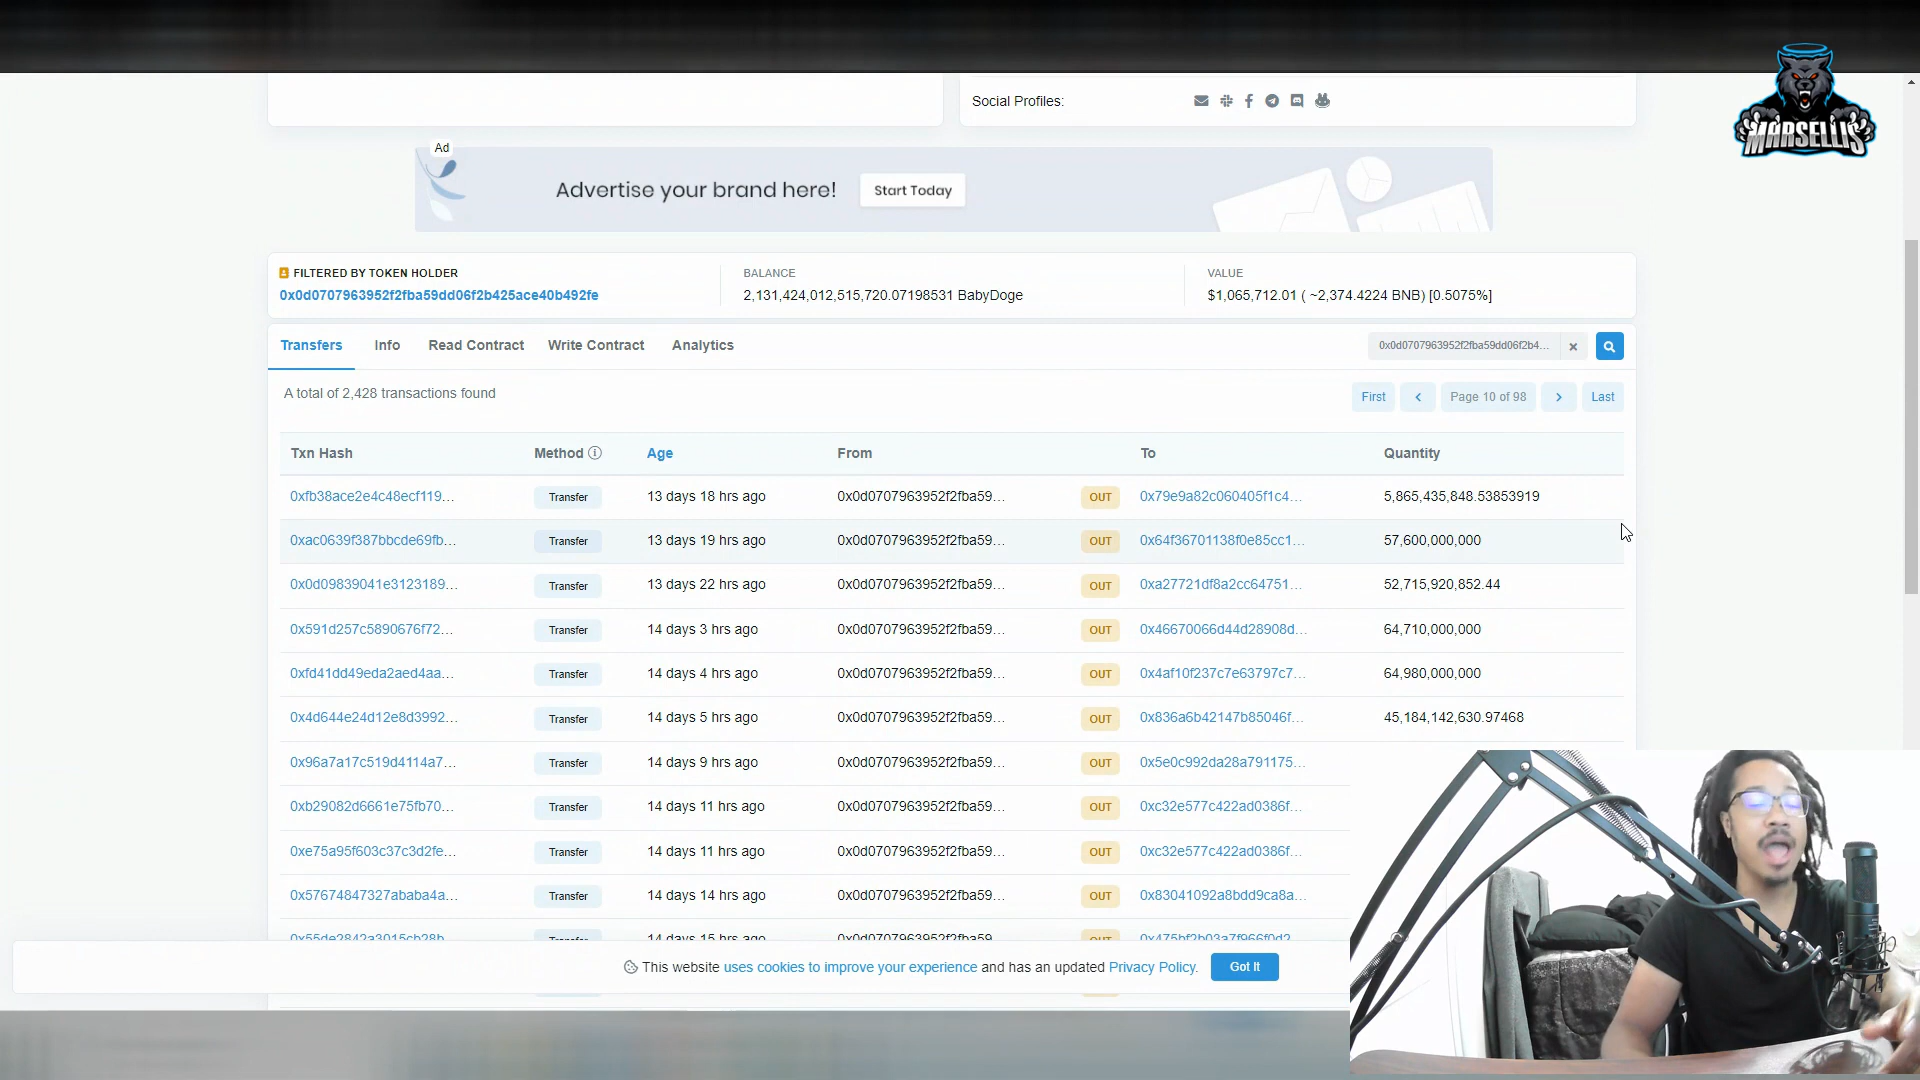 MARSELLIS
Social Profiles:
Ad
Advertise your brand here! Start Today
FILTERED BY TOKEN HOLDER BALANCE VALUE
0x0d0707963952f2fba59dd06f2b425ace40b492fe 2,131,424,012,515,720.07198531 BabyDoge $1,065,712.01 ( ~2,374.4224 BNB) [0.5075%]
Transfers Info Read Contract Write Contract Analytics 0x0d0707963952f2fba59dd06f2b4...
A total of 2,428 transactions found First Page 10 of 98 Last
Txn Hash Method Age From To Quantity
0xfb38ace2e4c48ecf119... Transfer 13 days 18 hrs ago 0x0d0707963952f2fba59... OUT 0x79e9a82c060405f1c4... 5,865,435,848.53853919
0xac0639f387bbcde69fb... Transfer 13 days 19 hrs ago 0x0d0707963952f2fba59... OUT 0x64f36701138f0e85cc1... 57,600,000,000
0x0d09839041e3123189... Transfer 13 days 22 hrs ago 0x0d0707963952f2fba59... OUT 0xa27721df8a2cc64751... 52,715,920,852.44
0x591d257c5890676f72... Transfer 14 days 3 hrs ago 0x0d0707963952f2fba59... OUT 0x46670066d44d28908d... 64,710,000,000
0xfd41dd49eda2aed4aa... Transfer 14 days 4 hrs ago 0x0d0707963952f2fba59... OUT 0x4af10f237c7e63797c7... 64,980,000,000
0x4d644e24d12e8d3992... Transfer 14 days 5 hrs ago 0x0d0707963952f2fba59... OUT 0x836a6b42147b85046f... 45,184,142,630.97468
0x96a7a17c519d4114a7... Transfer 14 days 9 hrs ago 0x0d0707963952f2fba59... OUT 0x5e0c992da28a791175...
0xb29082d6661e75fb70... Transfer 14 days 11 hrs ago 0x0d0707963952f2fba59... OUT 0xc32e577c422ad0386f...
0xe75a95f603c37c3d2fe... Transfer 14 days 11 hrs ago 0x0d0707963952f2fba59... OUT 0xc32e577c422ad0386f...
0x57674847327ababa4a... Transfer 14 days 14 hrs ago 0x0d0707963952f2fba59... OUT 0x83041092a8bdd9ca8a...
14 days 15 hrs ago 0x0d0707963952f2fba59
This website uses cookies to improve your experience and has an updated Privacy Policy. Got It